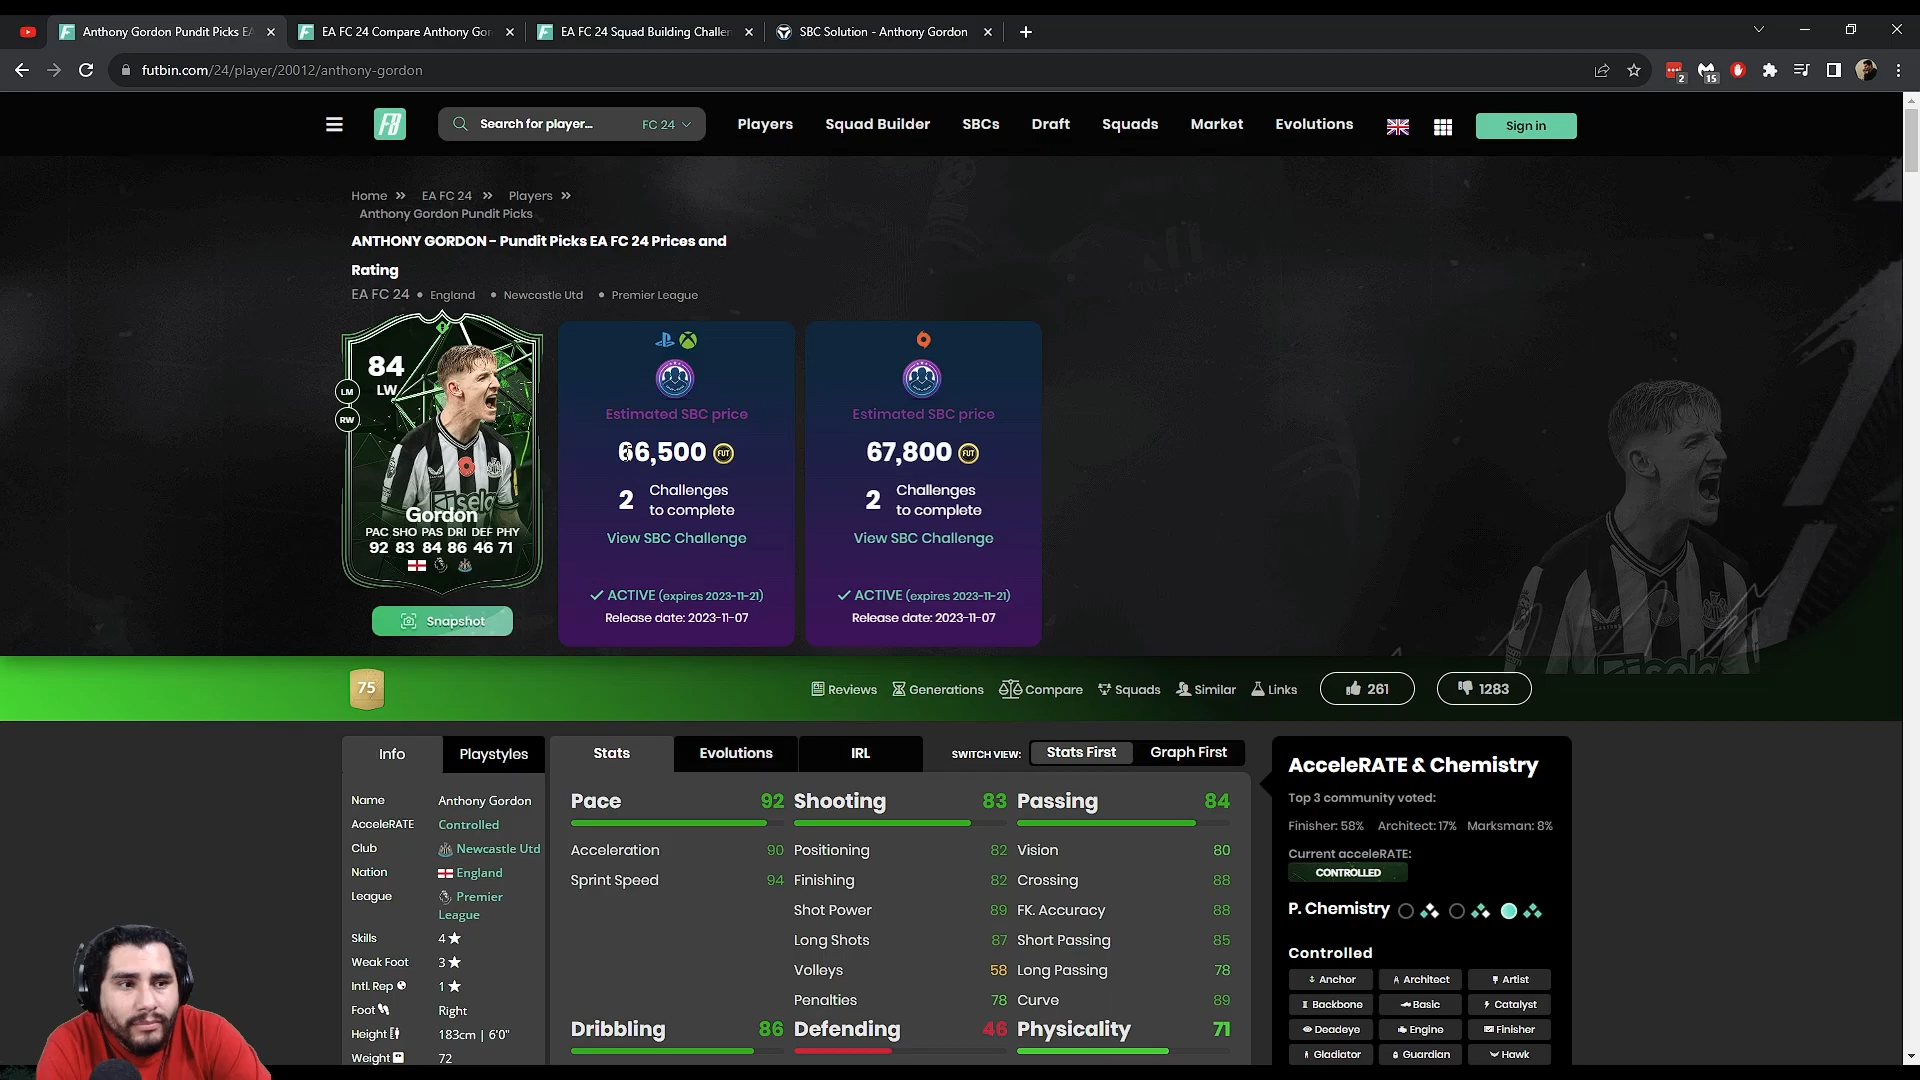 Anthony Gordon Pundit Picks EA
EA FC 24 Compare Anthony Gor
EA FC 24 Squad Building Challer
SBC Solution - Anthony Gordon
futbin.com/24/player/20012/anthony-gordon
2
15
FB
Search for player...
FC 24
Players
Squad Builder
SBCs
Draft
Squads
Market
Evolutions
Sign in
Home
EA FC 24
Players
Anthony Gordon Pundit Picks
ANTHONY GORDON - Pundit Picks EA FC 24 Prices and
Rating
EA FC 24 • England • Newcastle Utd • Premier League
84
LW
LM
RW
sela
Gordon
PAC SHO PAS DRI DEF PHY
92 83 84 86 46 71
Snapshot
Estimated SBC price
66,500
FUT
2
Challenges
to complete
View SBC Challenge
ACTIVE (expires 2023-11-21)
Release date: 2023-11-07
Estimated SBC price
67,800
FUT
2
Challenges
to complete
View SBC Challenge
ACTIVE (expires 2023-11-21)
Release date: 2023-11-07
75
Reviews
Generations
Compare
Squads
Similar
Links
261
1283
Info
Playstyles
Name Anthony Gordon
AcceleRATE Controlled
Club Newcastle Utd
Nation England
League Premier
League
Skills 4
Weak Foot 3
Intl. Rep 1
Foot Right
Height 183cm | 6'0"
Weight 72
Stats
Evolutions
IRL
SWITCH VIEW:
Stats First
Graph First
Pace 92
Acceleration 90
Sprint Speed 94
Shooting 83
Positioning 82
Finishing 82
Shot Power 89
Long Shots 87
Volleys 58
Penalties 78
Passing 84
Vision 80
Crossing 88
FK. Accuracy 88
Short Passing 85
Long Passing 78
Curve 89
Dribbling 86
Defending 46
Physicality 71
AcceleRATE & Chemistry
Top 3 community voted:
Finisher: 58% Architect: 17% Marksman: 8%
Current acceleRATE:
CONTROLLED
P. Chemistry
Controlled
Anchor
Architect
Artist
Backbone
Basic
Catalyst
Deadeye
Engine
Finisher
Gladiator
Guardian
Hawk